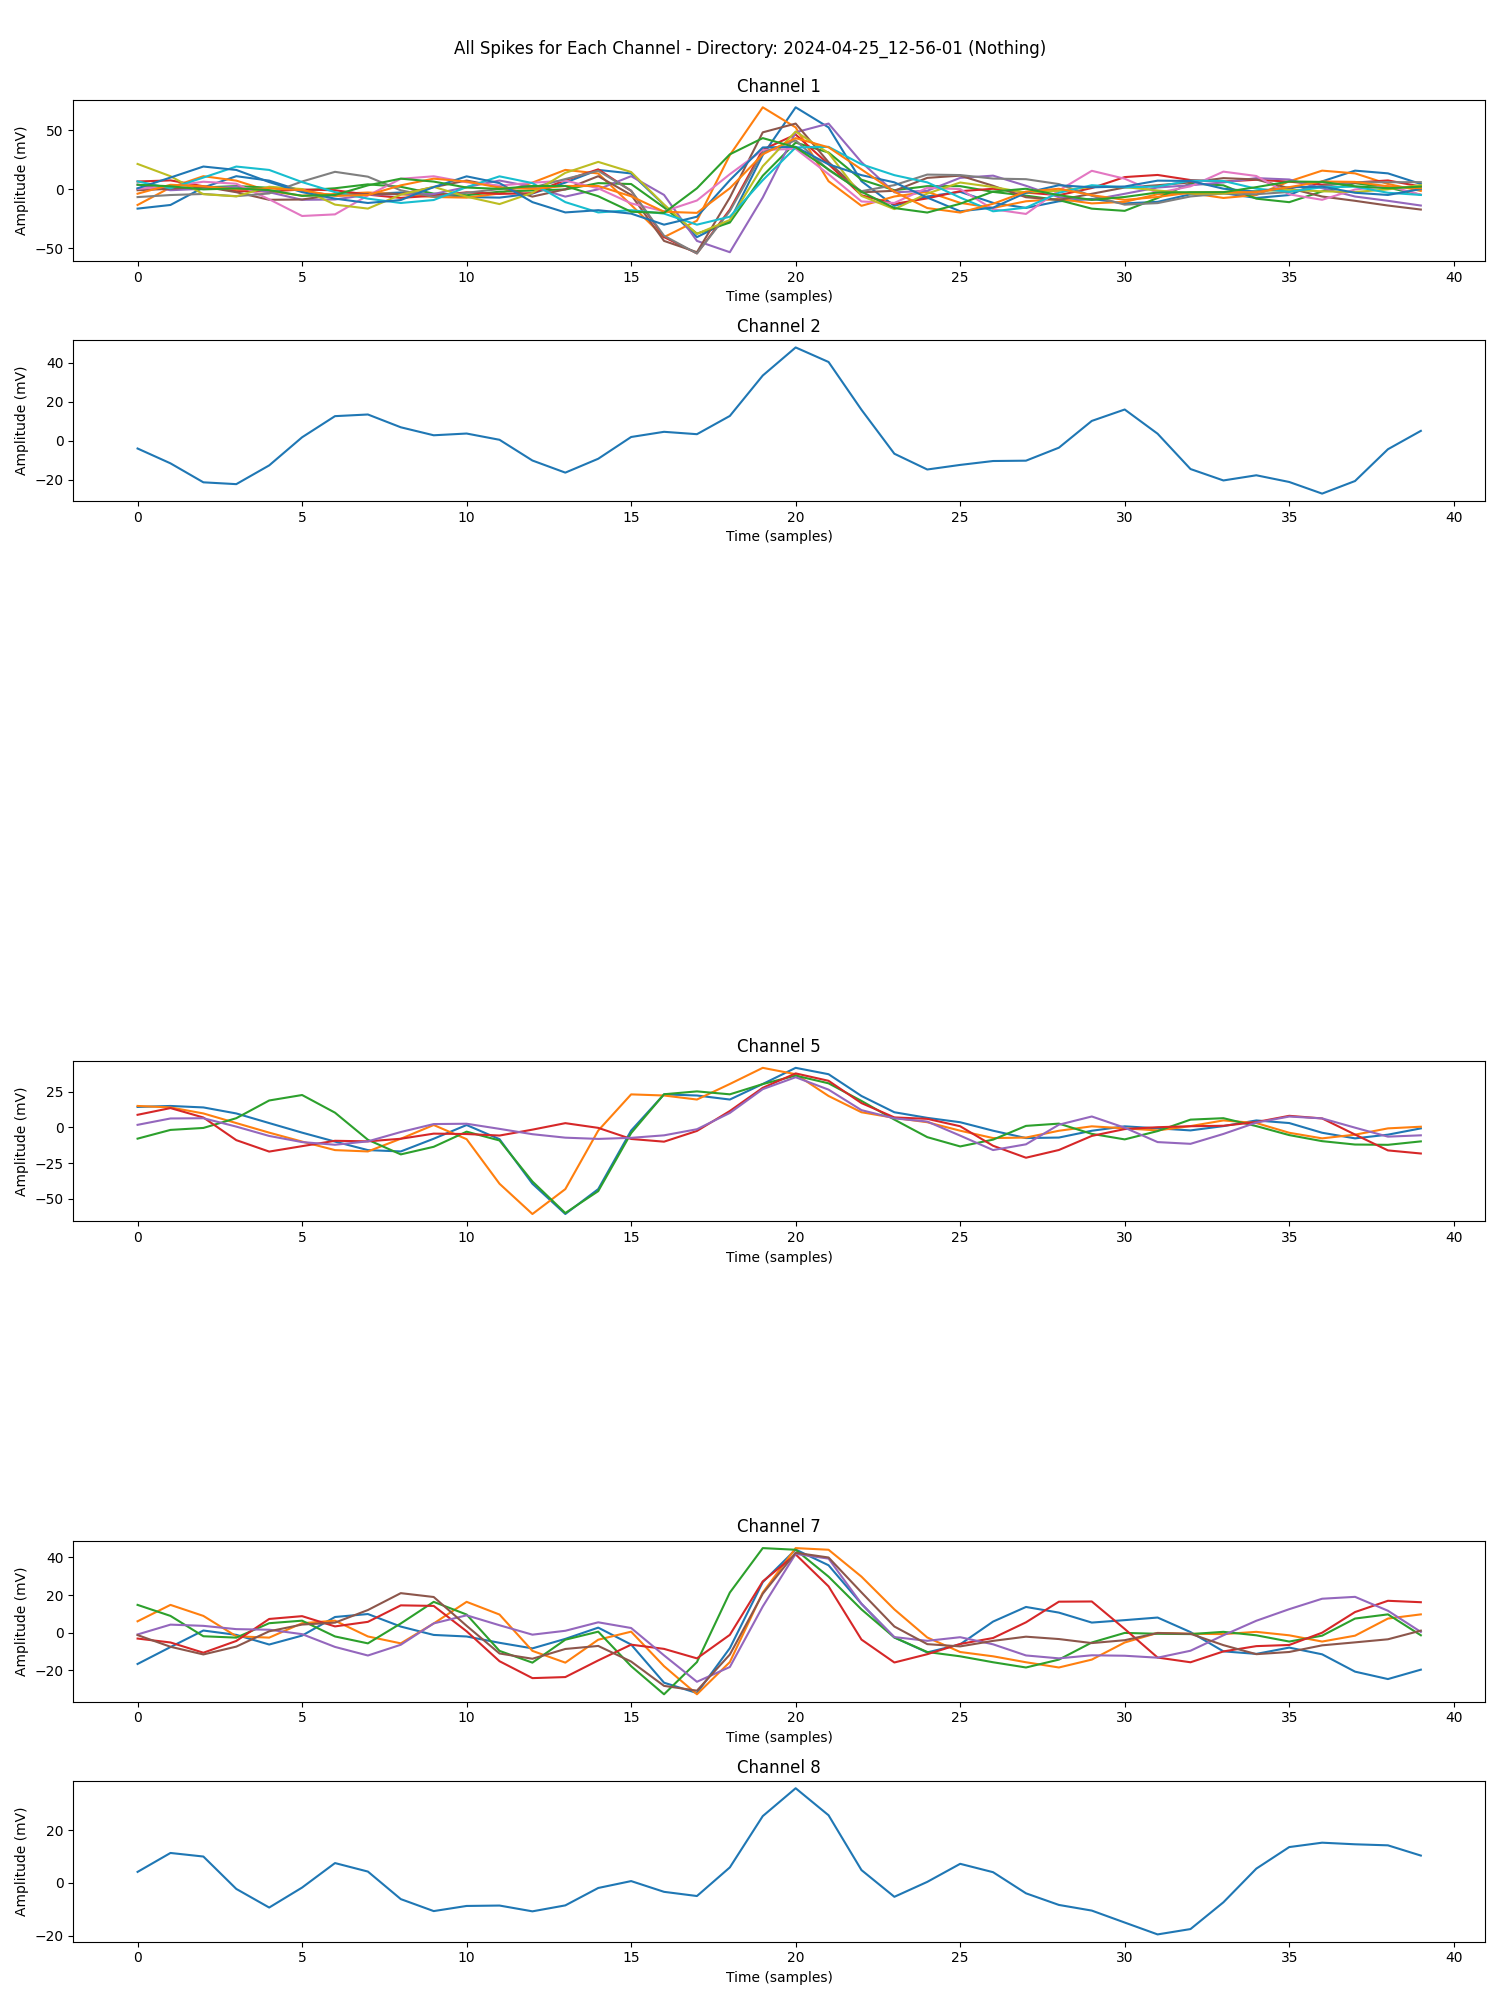 All Spikes for Each Channel - Directory: 2024-04-25_12-56-01 (Nothing)
Channel 1
Amplitude (mV)
50
0
−50
0 5 10 15 20 25 30 35 40
Time (samples)
Channel 2
Amplitude (mV)
40
20
0
−20
0 5 10 15 20 25 30 35 40
Time (samples)
Channel 5
Amplitude (mV)
25
0
−25
−50
0 5 10 15 20 25 30 35 40
Time (samples)
Channel 7
Amplitude (mV)
40
20
0
−20
0 5 10 15 20 25 30 35 40
Time (samples)
Channel 8
Amplitude (mV)
20
0
−20
0 5 10 15 20 25 30 35 40
Time (samples)